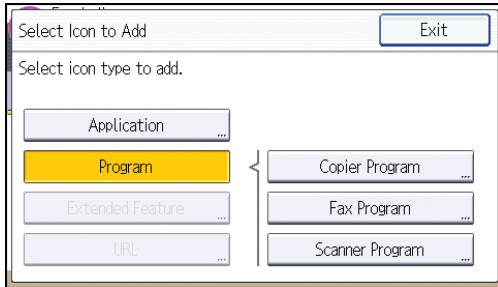 Select Icon to Add
Exit
Select icon type to add.
Application
...
Program
Copier Program
...
Extended Feature
...
Fax Program
...
URL
...
Scanner Program
...